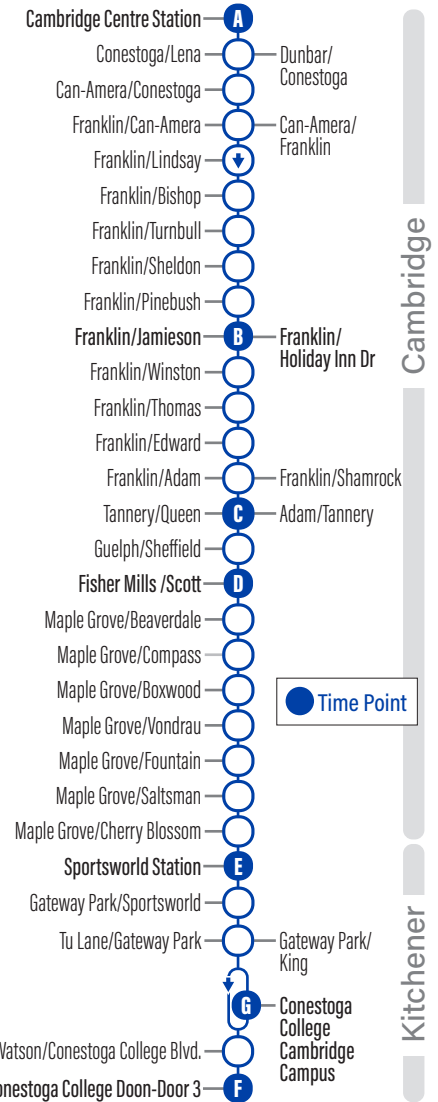 Cambridge Centre Station
A
Conestoga/Lena
Dunbar/
Conestoga
Can-Amera/Conestoga
Franklin/Can-Amera
Can-Amera/
Franklin
Franklin/Lindsay
Franklin/Bishop
Franklin/Turnbull
Franklin/Sheldon
Franklin/Pinebush
Franklin/Jamieson
B
Franklin/
Holiday Inn Dr
Franklin/Winston
Franklin/Thomas
Franklin/Edward
Franklin/Adam
Franklin/Shamrock
Tannery/Queen
C
Adam/Tannery
Guelph/Sheffield
Fisher Mills /Scott
D
Maple Grove/Beaverdale
Maple Grove/Compass
Maple Grove/Boxwood
Maple Grove/Vondrau
Maple Grove/Fountain
Maple Grove/Saltsman
Maple Grove/Cherry Blossom
Sportsworld Station
E
Gateway Park/Sportsworld
Tu Lane/Gateway Park
Gateway Park/
King
G
Conestoga
College
Cambridge
Campus
Watson/Conestoga College Blvd.
onestoga College Doon-Door 3
F
Time Point
Cambridge
Kitchener